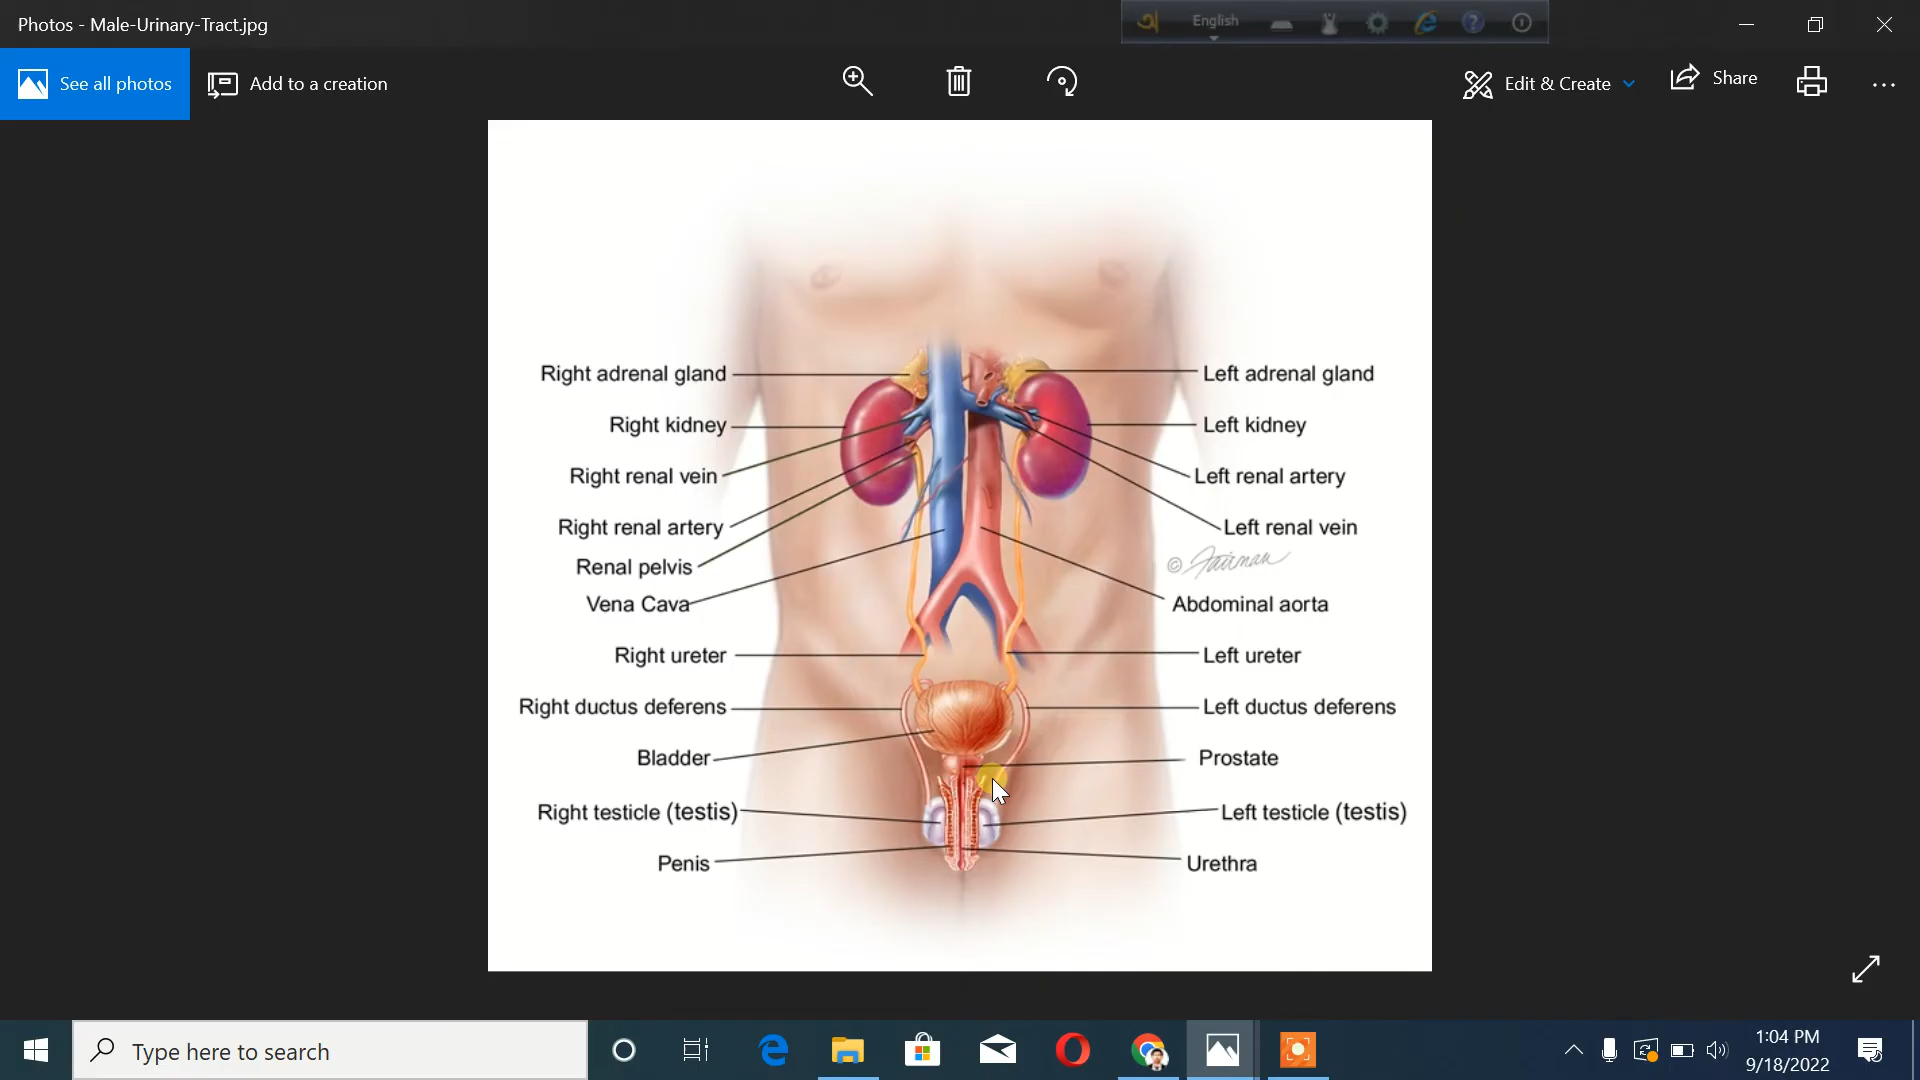 Photos - Male-Urinary-Tract.jpg
English
See all photos
Add to a creation
Edit & Create
Share
Right adrenal gland
Left adrenal gland
Right kidney
Left kidney
Right renal vein
Left renal artery
Right renal artery
Left renal vein
Renal pelvis
© Fairman
Vena Cava
Abdominal aorta
Right ureter
Left ureter
Right ductus deferens
Left ductus deferens
Bladder
Prostate
Right testicle (testis)
Left testicle (testis)
Penis
Urethra
Type here to search
1:04 PM
9/18/2022